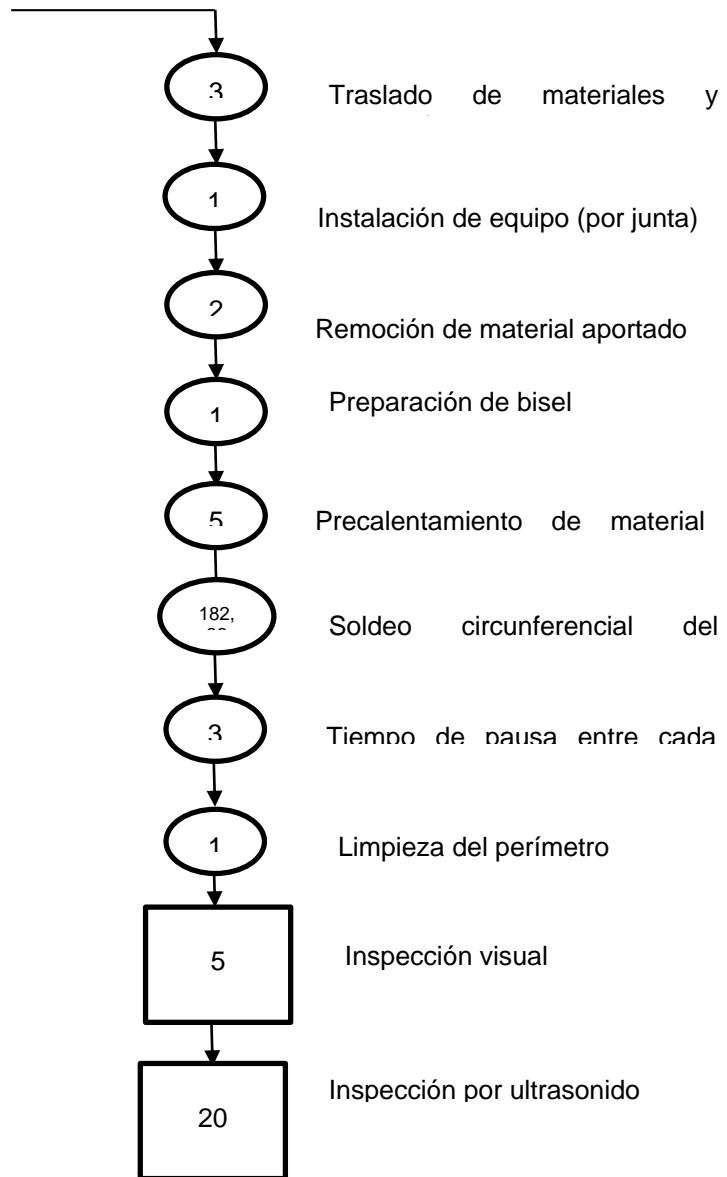 3
Traslado de materiales y
1
Instalación de equipo (por junta)
2
Remoción de material aportado
1
Preparación de bisel
5
Precalentamiento de material
182,
Soldeo circunferencial del
3
Tiempo de pausa entre cada
1
Limpieza del perímetro
5
Inspección visual
20
Inspección por ultrasonido